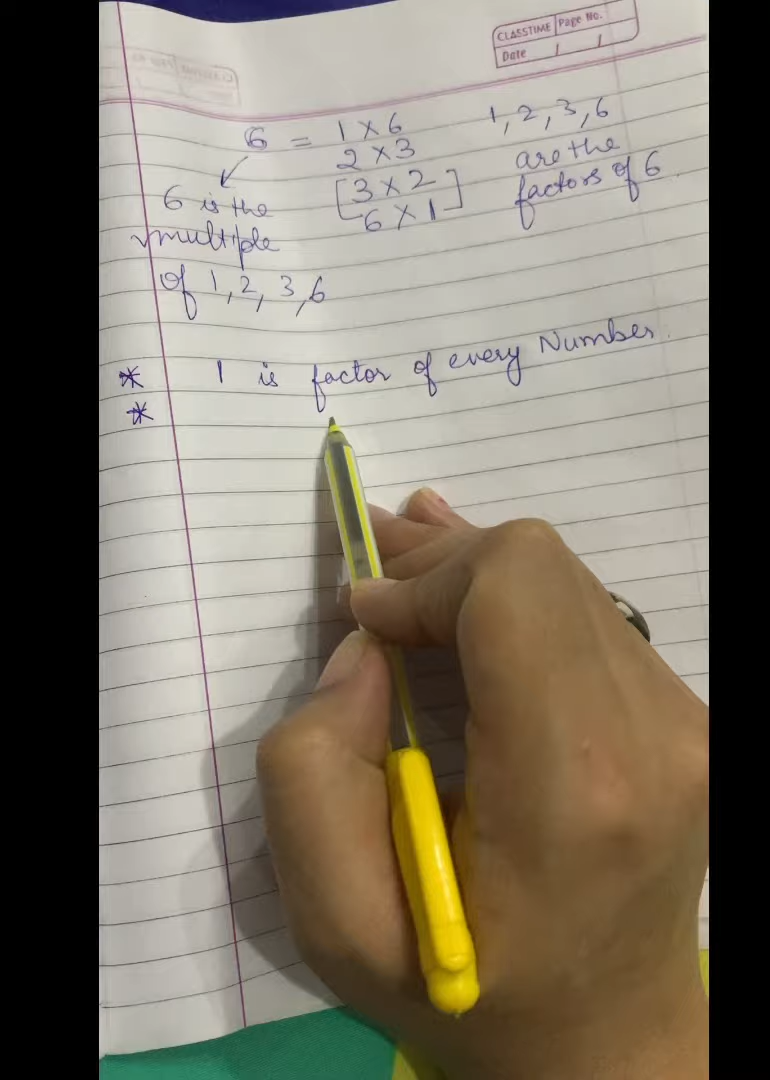 CLASSTIME Page No.
Date / /
6 = 1 x 6
2 x 3
[3 x 2
6 x 1]
1, 2, 3, 6
are the
factors of 6.
6 is the
multiple
of 1, 2, 3, 6
* 1 is factor of every Number.
*